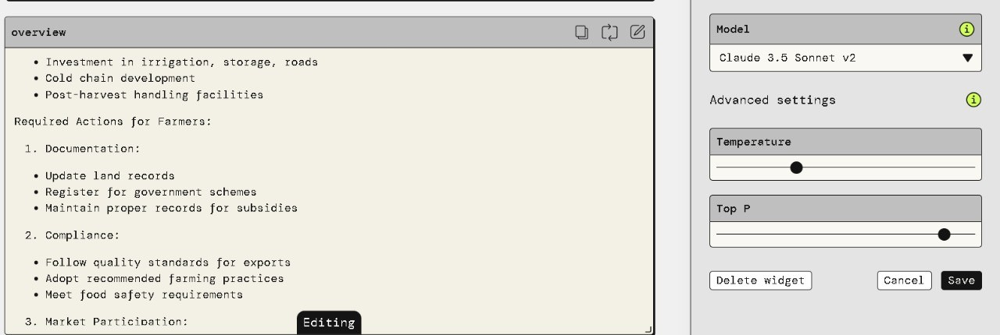 overview
• Investment in irrigation, storage, roads
• Cold chain development
• Post-harvest handling facilities
Required Actions for Farmers:
1. Documentation:
• Update land records
• Register for government schemes
• Maintain proper records for subsidies
2. Compliance:
• Follow quality standards for exports
• Adopt recommended farming practices
• Meet food safety requirements
3. Market Participation:
Editing
Model
i
Claude 3.5 Sonnet v2
Advanced settings
i
Temperature
Top P
Delete widget
Cancel
Save